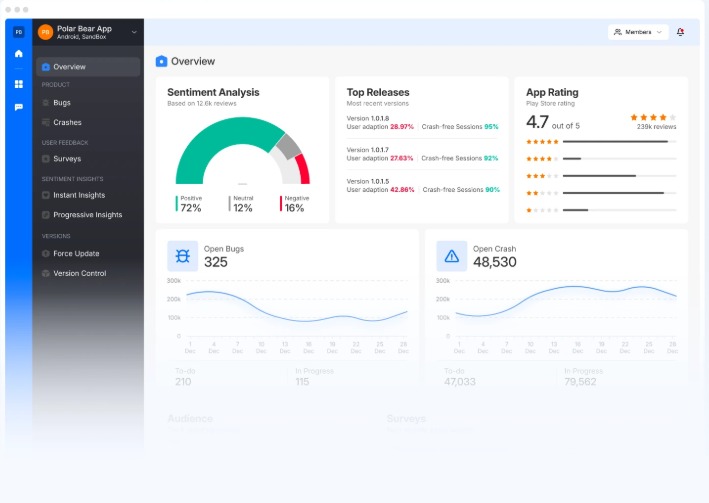 PD
PB
Polar Bear App
Android, SandBox
Members
Overview
PRODUCT
Bugs
Crashes
USER FEEDBACK
Surveys
SENTIMENT INSIGHTS
Instant Insights
Progressive Insights
VERSIONS
Force Update
Version Control
Overview
Sentiment Analysis
Based on 12.6k reviews
Positive
72%
Neutral
12%
Negative
16%
Top Releases
Most recent versions
Version 1.0.1.8
User adaption 28.97% Crash-free Sessions 95%
Version 1.0.1.7
User adaption 27.63% Crash-free Sessions 92%
Version 1.0.1.5
User adaption 42.86% Crash-free Sessions 90%
App Rating
Play Store rating
4.7 out of 5
239k reviews
Open Bugs
325
300k
200k
100k
0
1 4 7 10 13 16 19 22 25 28
Dec Dec Dec Dec Dec Dec Dec Dec Dec Dec
To-do
210
In Progress
115
Open Crash
48,530
300k
200k
100k
0
1 4 7 10 13 16 19 22 25 28
Dec Dec Dec Dec Dec Dec Dec Dec Dec Dec
To-do
47,033
In Progress
79,562
Audience
Surveys